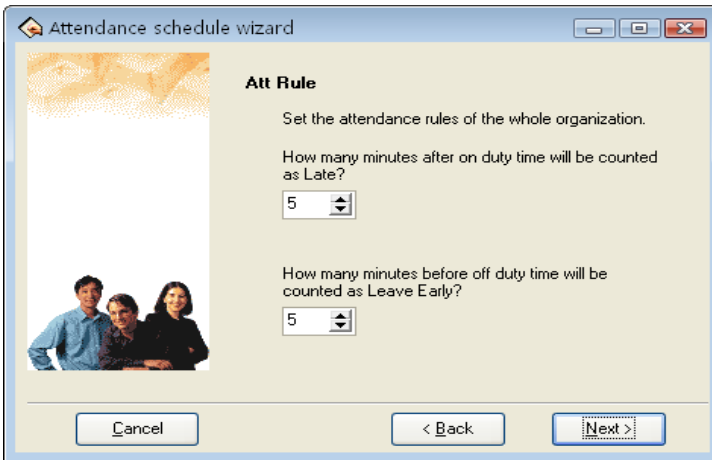 Attendance schedule wizard
Att Rule
Set the attendance rules of the whole organization.
How many minutes after on duty time will be counted
as Late?
5
How many minutes before off duty time will be
counted as Leave Early?
5
Cancel
< Back
Next >